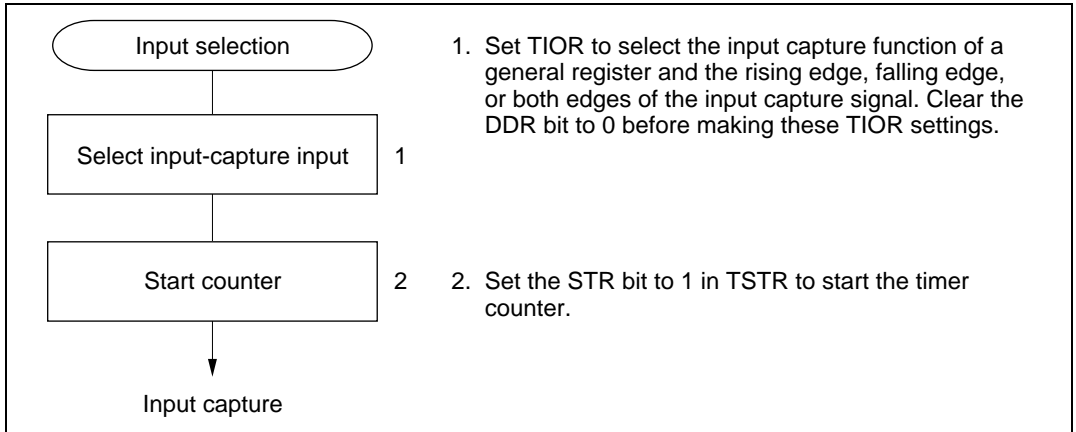 Input selection
1. Set TIOR to select the input capture function of a
general register and the rising edge, falling edge,
or both edges of the input capture signal. Clear the
DDR bit to 0 before making these TIOR settings.
Select input-capture input 1
Start counter 2
2. Set the STR bit to 1 in TSTR to start the timer
counter.
Input capture